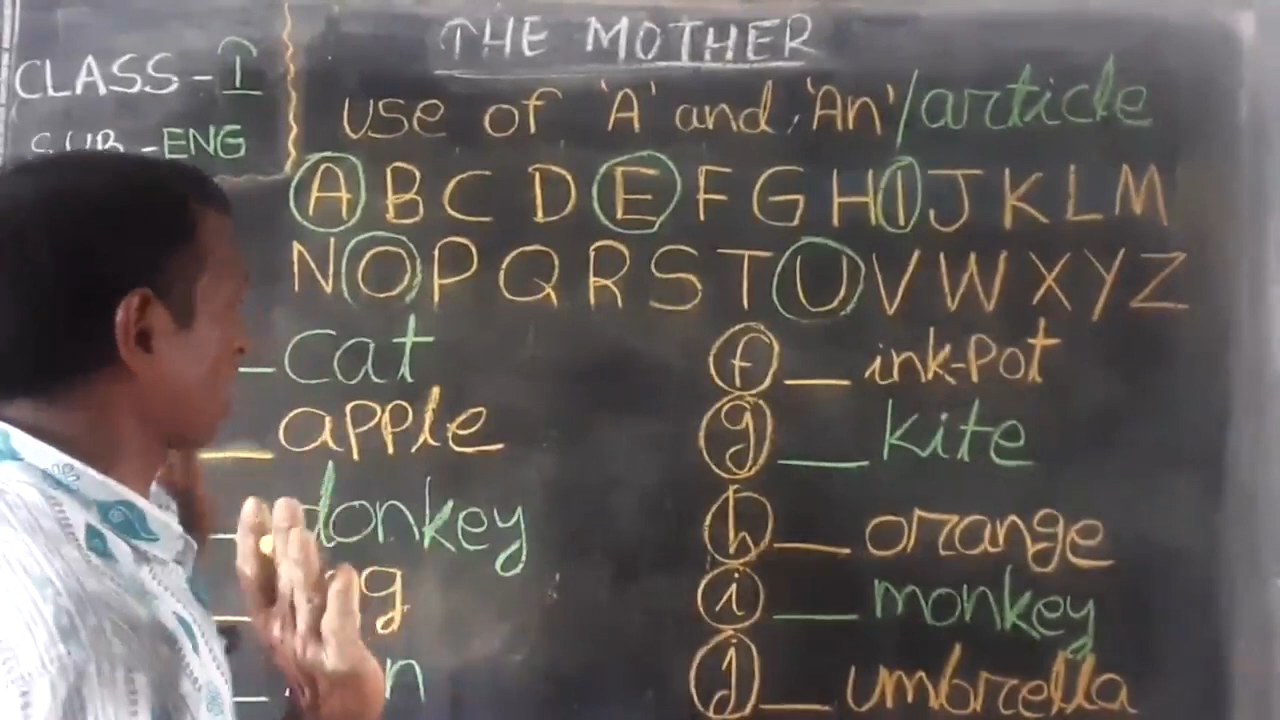 THE MOTHER
CLASS - I
SUB - ENG
use of 'A' and 'An' / article
A B C D E F G H I J K L M
N O P Q R S T U V W X Y Z
_ cat
_ apple
_ donkey
f _ ink-pot
g _ kite
h _ orange
i _ monkey
j _ umbrella